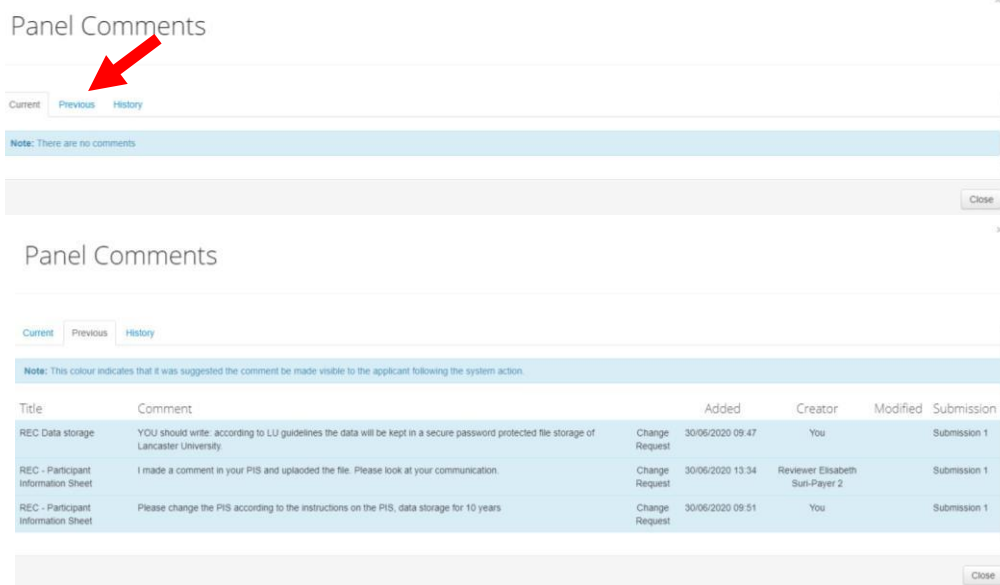 Panel Comments
Current Previous History
Note: There are no comments
Close
Panel Comments
Current Previous History
Note: This colour indicates that it was suggested the comment be made visible to the applicant following the system action.
Title Comment Added Creator Modified Submission
REC Data storage YOU should write: according to LU guidelines the data will be kept in a secure password protected file storage of Change 30/06/2020 09:47 You Submission 1
Lancaster University. Request
REC - Participant I made a comment in your PIS and uplaoded the file. Please look at your communication. Change 30/06/2020 13:34 Reviewer Elisabeth Submission 1
Information Sheet Request Suri-Payer 2
REC - Participant Please change the PIS according to the instructions on the PIS, data storage for 10 years Change 30/06/2020 09:51 You Submission 1
Information Sheet Request
Close